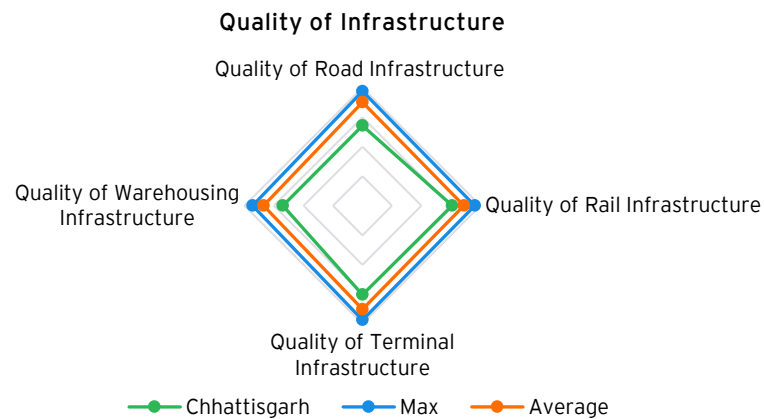 Quality of Infrastructure
Quality of Road Infrastructure
Quality of Warehousing
Infrastructure
Quality of Rail Infrastructure
Quality of Terminal
Infrastructure
Chhattisgarh Max Average